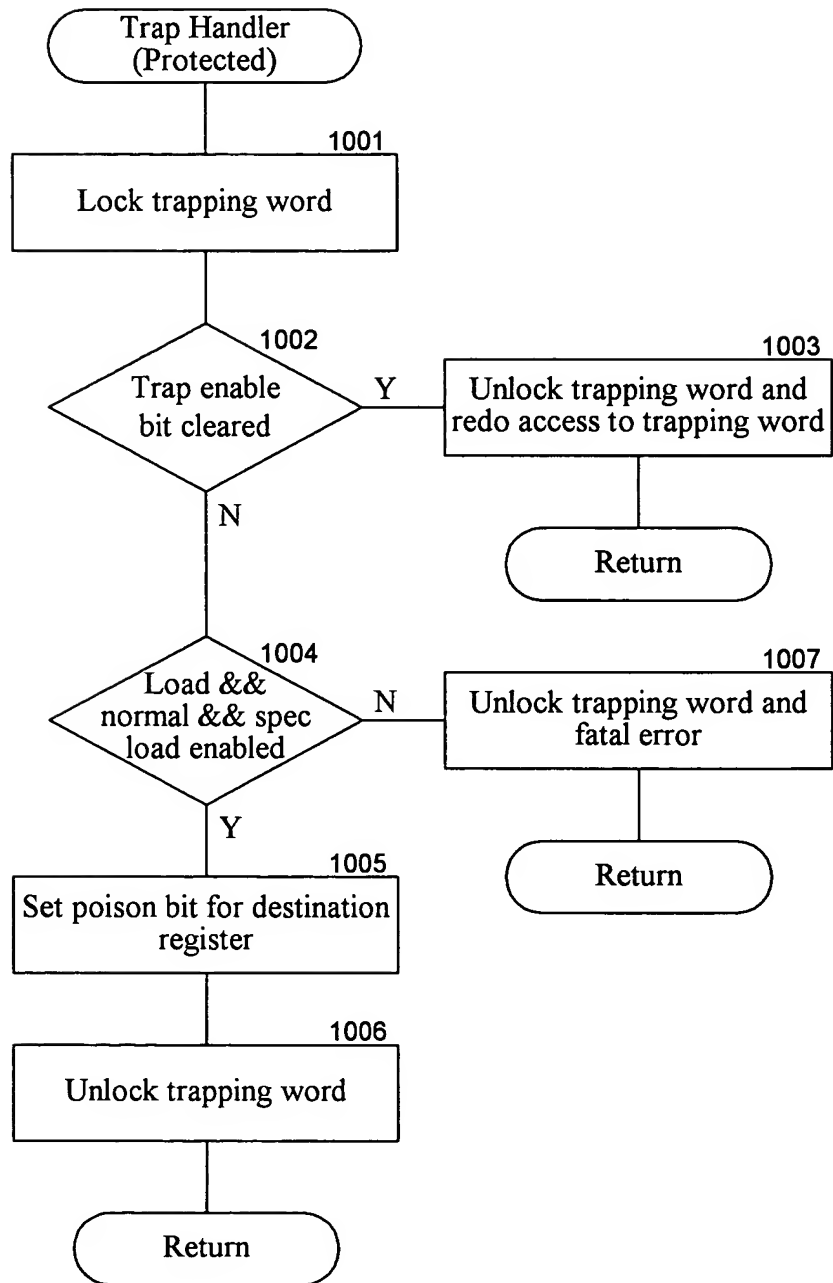 Trap Handler
(Protected)
1001
Lock trapping word
1002
Trap enable
bit cleared
Y
1003
Unlock trapping word and
redo access to trapping word
N
Return
1004
Load &&
normal && spec
load enabled
N
1007
Unlock trapping word and
fatal error
Y
Return
1005
Set poison bit for destination
register
1006
Unlock trapping word
Return